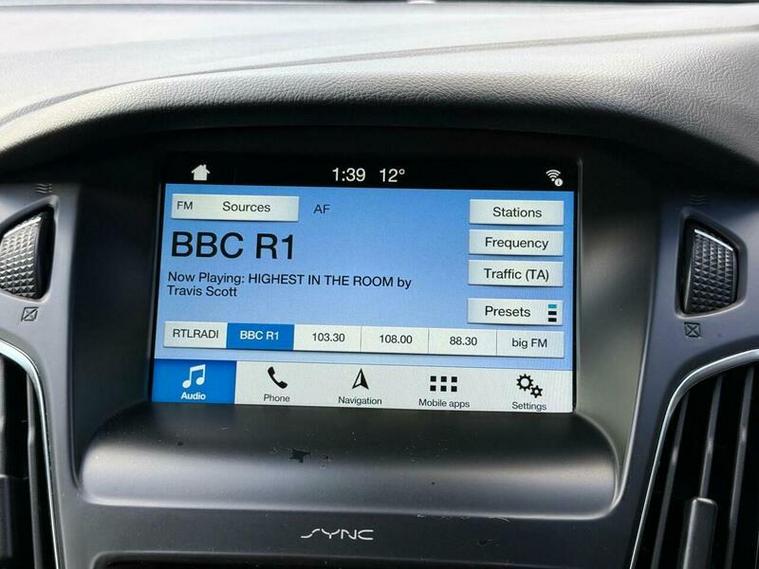 1:39 12°
FM Sources AF
Stations
BBC R1
Frequency
Now Playing: HIGHEST IN THE ROOM by
Travis Scott
Traffic (TA)
Presets
RTLRADI BBC R1 103.30 108.00 88.30 big FM
Audio Phone Navigation Mobile apps Settings
SYNC